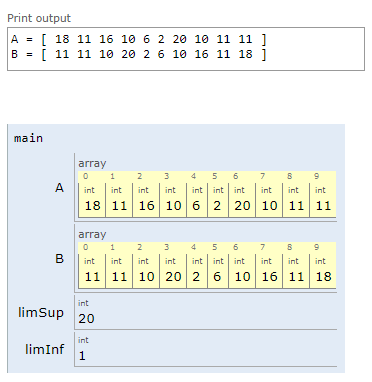 Print output
A = [ 18 11 16 10 6 2 20 10 11 11 ]
B = [ 11 11 10 20 2 6 10 16 11 18 ]
main
array
0 1 2 3 4 5 6 7 8 9
int int int int int int int int int int
A 18 11 16 10 6 2 20 10 11 11
array
0 1 2 3 4 5 6 7 8 9
int int int int int int int int int int
B 11 11 10 20 2 6 10 16 11 18
int
limSup 20
int
limInf 1